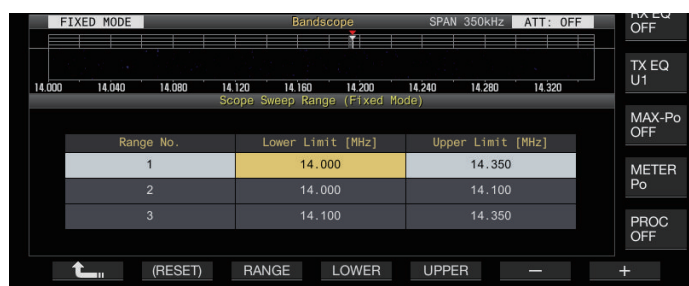 FIXED MODE Bandscope SPAN 350kHz ATT: OFF
RX EQ
OFF
14.000 14.040 14.080 14.120 14.160 14.200 14.240 14.280 14.320
TX EQ
U1
Scope Sweep Range (Fixed Mode)
MAX-Po
OFF
Range No. Lower Limit [MHz] Upper Limit [MHz]
1 14.000 14.350
METER
Po
2 14.000 14.100
3 14.100 14.350
PROC
OFF
(RESET) RANGE LOWER UPPER − +